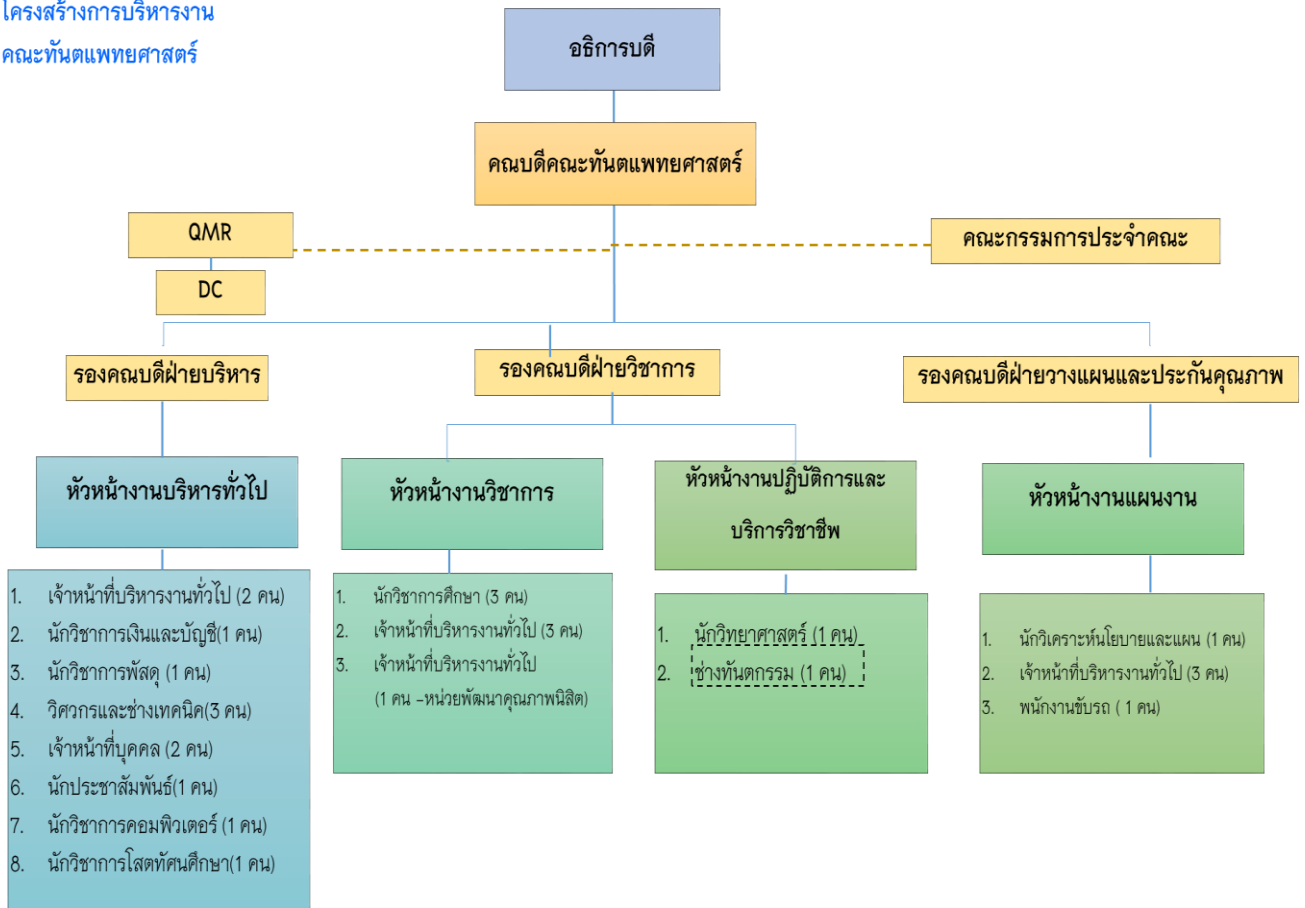 โครงสร้างการบริหารงาน
คณะทันตแพทยศาสตร์
อธิการบดี
คณบดีคณะทันตแพทยศาสตร์
QMR
คณะกรรมการประจำคณะ
DC
รองคณบดีฝ่ายบริหาร
รองคณบดีฝ่ายวิชาการ
รองคณบดีฝ่ายวางแผนและประกันคุณภาพ
หัวหน้างานบริหารทั่วไป
หัวหน้างานวิชาการ
หัวหน้างานปฏิบัติการและ
บริการวิชาชีพ
หัวหน้างานแผนงาน
1. เจ้าหน้าที่บริหารงานทั่วไป (2 คน)
2. นักวิชาการเงินและบัญชี(1 คน)
3. นักวิชาการพัสดุ (1 คน)
4. วิศวกรและช่างเทคนิค(3 คน)
5. เจ้าหน้าที่บุคคล (2 คน)
6. นักประชาสัมพันธ์(1 คน)
7. นักวิชาการคอมพิวเตอร์ (1 คน)
8. นักวิชาการโสตทัศนศึกษา(1 คน)
1. นักวิชาการศึกษา (3 คน)
2. เจ้าหน้าที่บริหารงานทั่วไป (3 คน)
3. เจ้าหน้าที่บริหารงานทั่วไป
(1 คน –หน่วยพัฒนาคุณภาพนิสิต)
1. นักวิทยาศาสตร์ (1 คน)
2. ช่างทันตกรรม (1 คน)
1. นักวิเคราะห์นโยบายและแผน (1 คน)
2. เจ้าหน้าที่บริหารงานทั่วไป (3 คน)
3. พนักงานขับรถ ( 1 คน)